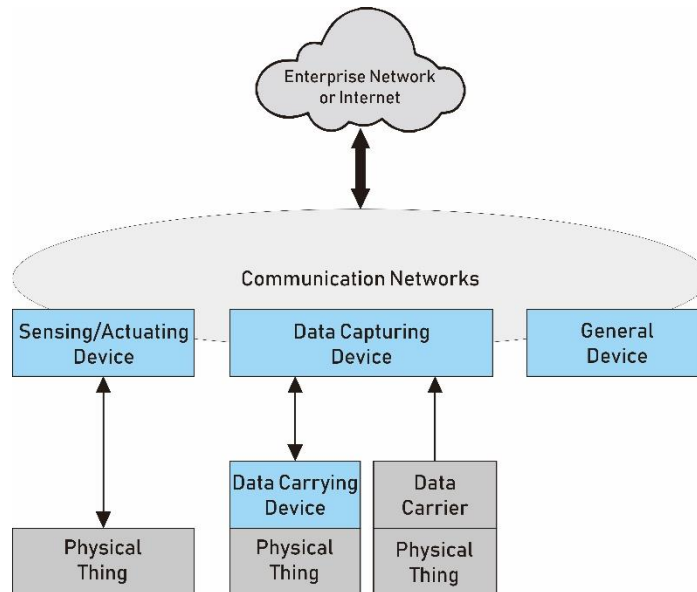 Enterprise Network
or Internet
Communication Networks
Sensing/Actuating
Device
Data Capturing
Device
General
Device
Data Carrying
Device
Data
Carrier
Physical
Thing
Physical
Thing
Physical
Thing